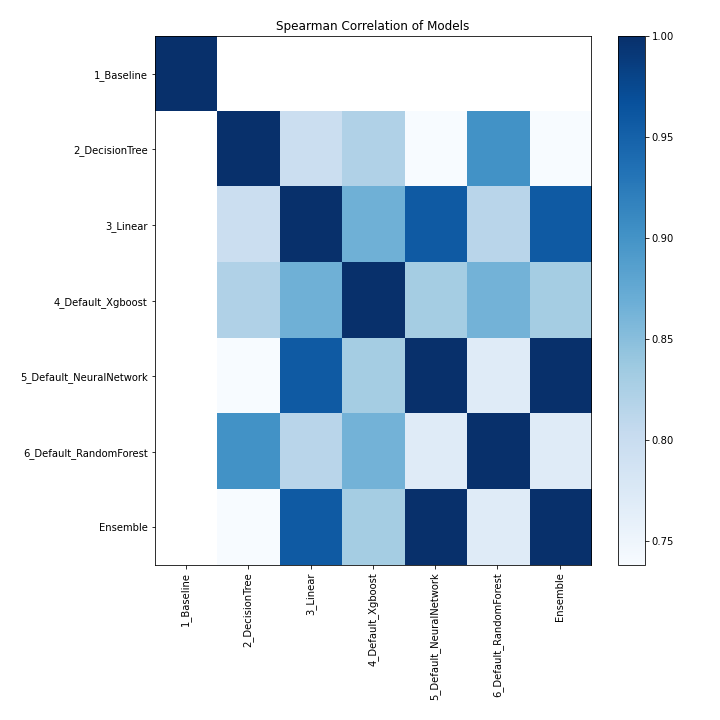 Spearman Correlation of Models
1_Baseline
2_DecisionTree
3_Linear
4_Default_Xgboost
5_Default_NeuralNetwork
6_Default_RandomForest
Ensemble
1_Baseline
2_DecisionTree
3_Linear
4_Default_Xgboost
5_Default_NeuralNetwork
6_Default_RandomForest
Ensemble
1.00
0.95
0.90
0.85
0.80
0.75